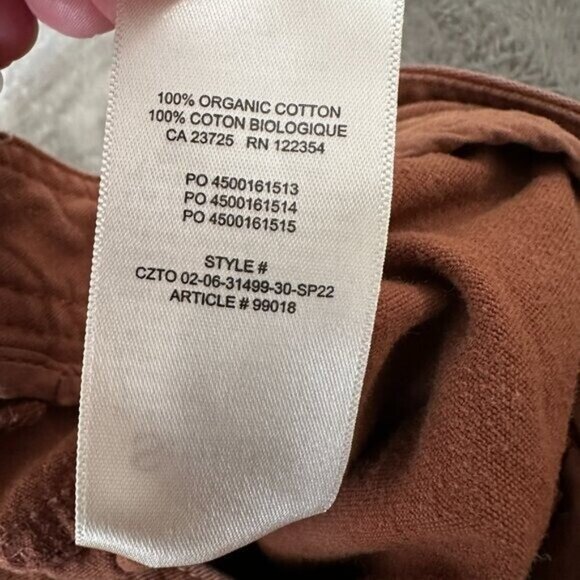 100% ORGANIC COTTON
100% COTON BIOLOGIQUE
CA 23725 RN 122354
PO 4500161513
PO 4500161514
PO 4500161515
STYLE #
CZTO 02-06-31499-30-SP22
ARTICLE # 99018